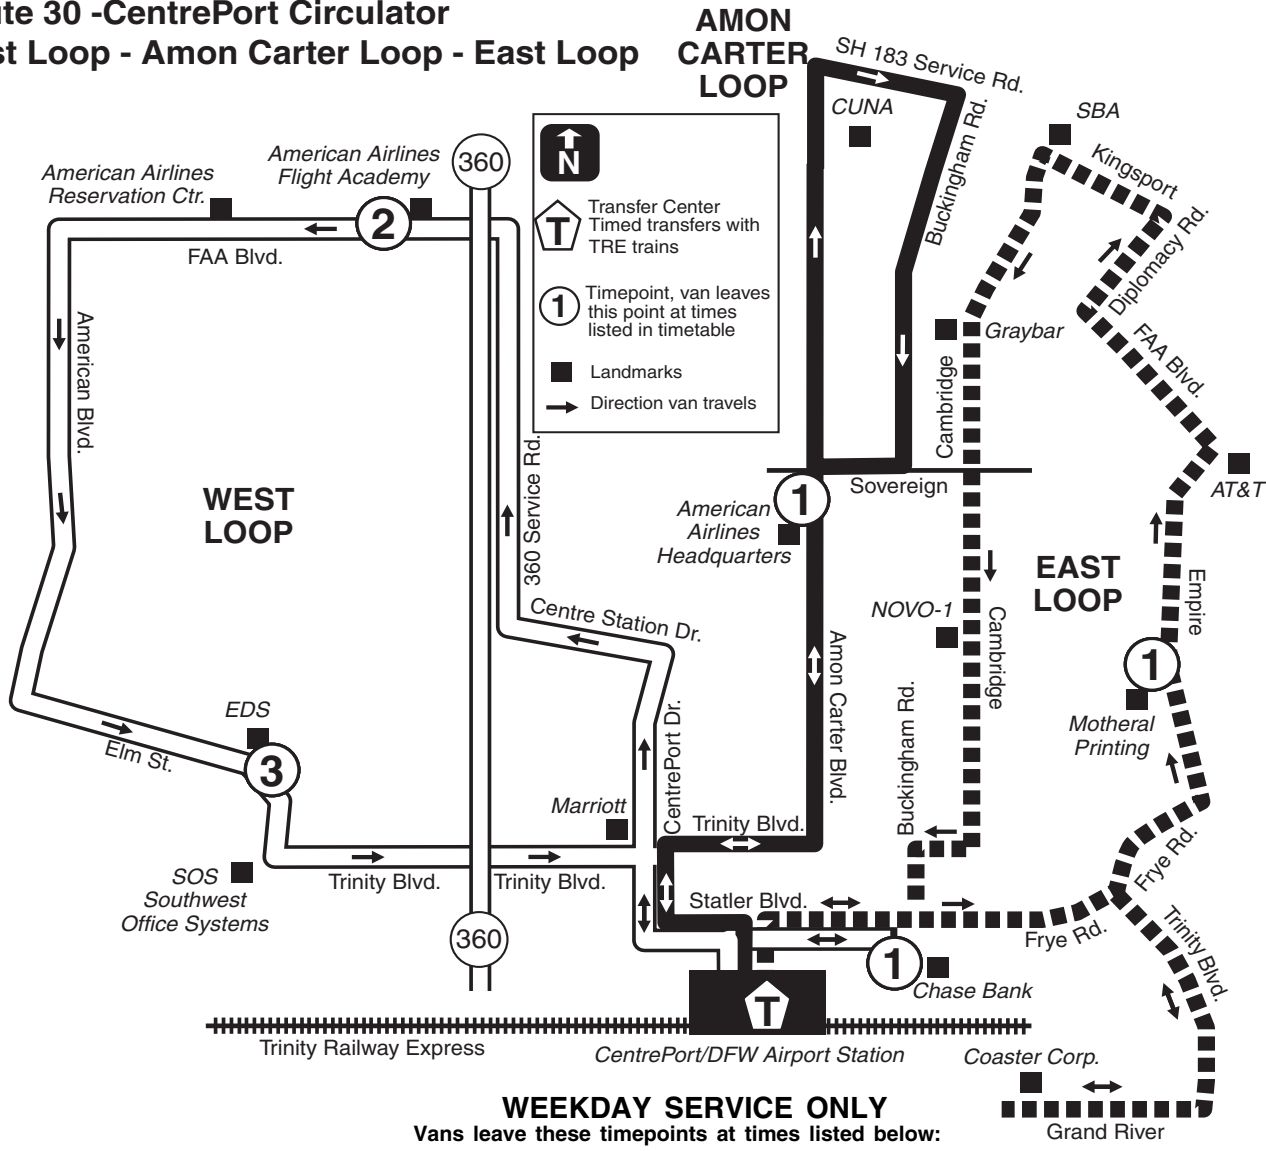 te 30 -CentrePort Circulator
st Loop - Amon Carter Loop - East Loop
AMON
CARTER
LOOP
SH 183 Service Rd.
CUNA
Buckingham Rd.
SBA
Kingsport
Diplomacy Rd.
American Airlines
Reservation Ctr.
American Airlines
Flight Academy
360
2
FAA Blvd.
N
T
Transfer Center
Timed transfers with
TRE trains
1
Timepoint, van leaves
this point at times
listed in timetable
Landmarks
Direction van travels
American Blvd.
Graybar
FAA Blvd.
Cambridge
AT&T
360 Service Rd.
WEST
LOOP
Sovereign
1
American
Airlines
Headquarters
EAST
LOOP
Empire
NOVO-1
Cambridge
Centre Station Dr.
Amon Carter Blvd.
1
Motheral
Printing
Buckingham Rd.
CentrePort Dr.
EDS
3
Elm St.
Marriott
Trinity Blvd.
Frye Rd.
SOS
Southwest
Office Systems
Trinity Blvd.
Trinity Blvd.
Statler Blvd.
Frye Rd.
Trinity Blvd.
360
1
Chase Bank
T
Trinity Railway Express
CentrePort/DFW Airport Station
Coaster Corp.
Grand River
WEEKDAY SERVICE ONLY
Vans leave these timepoints at times listed below: